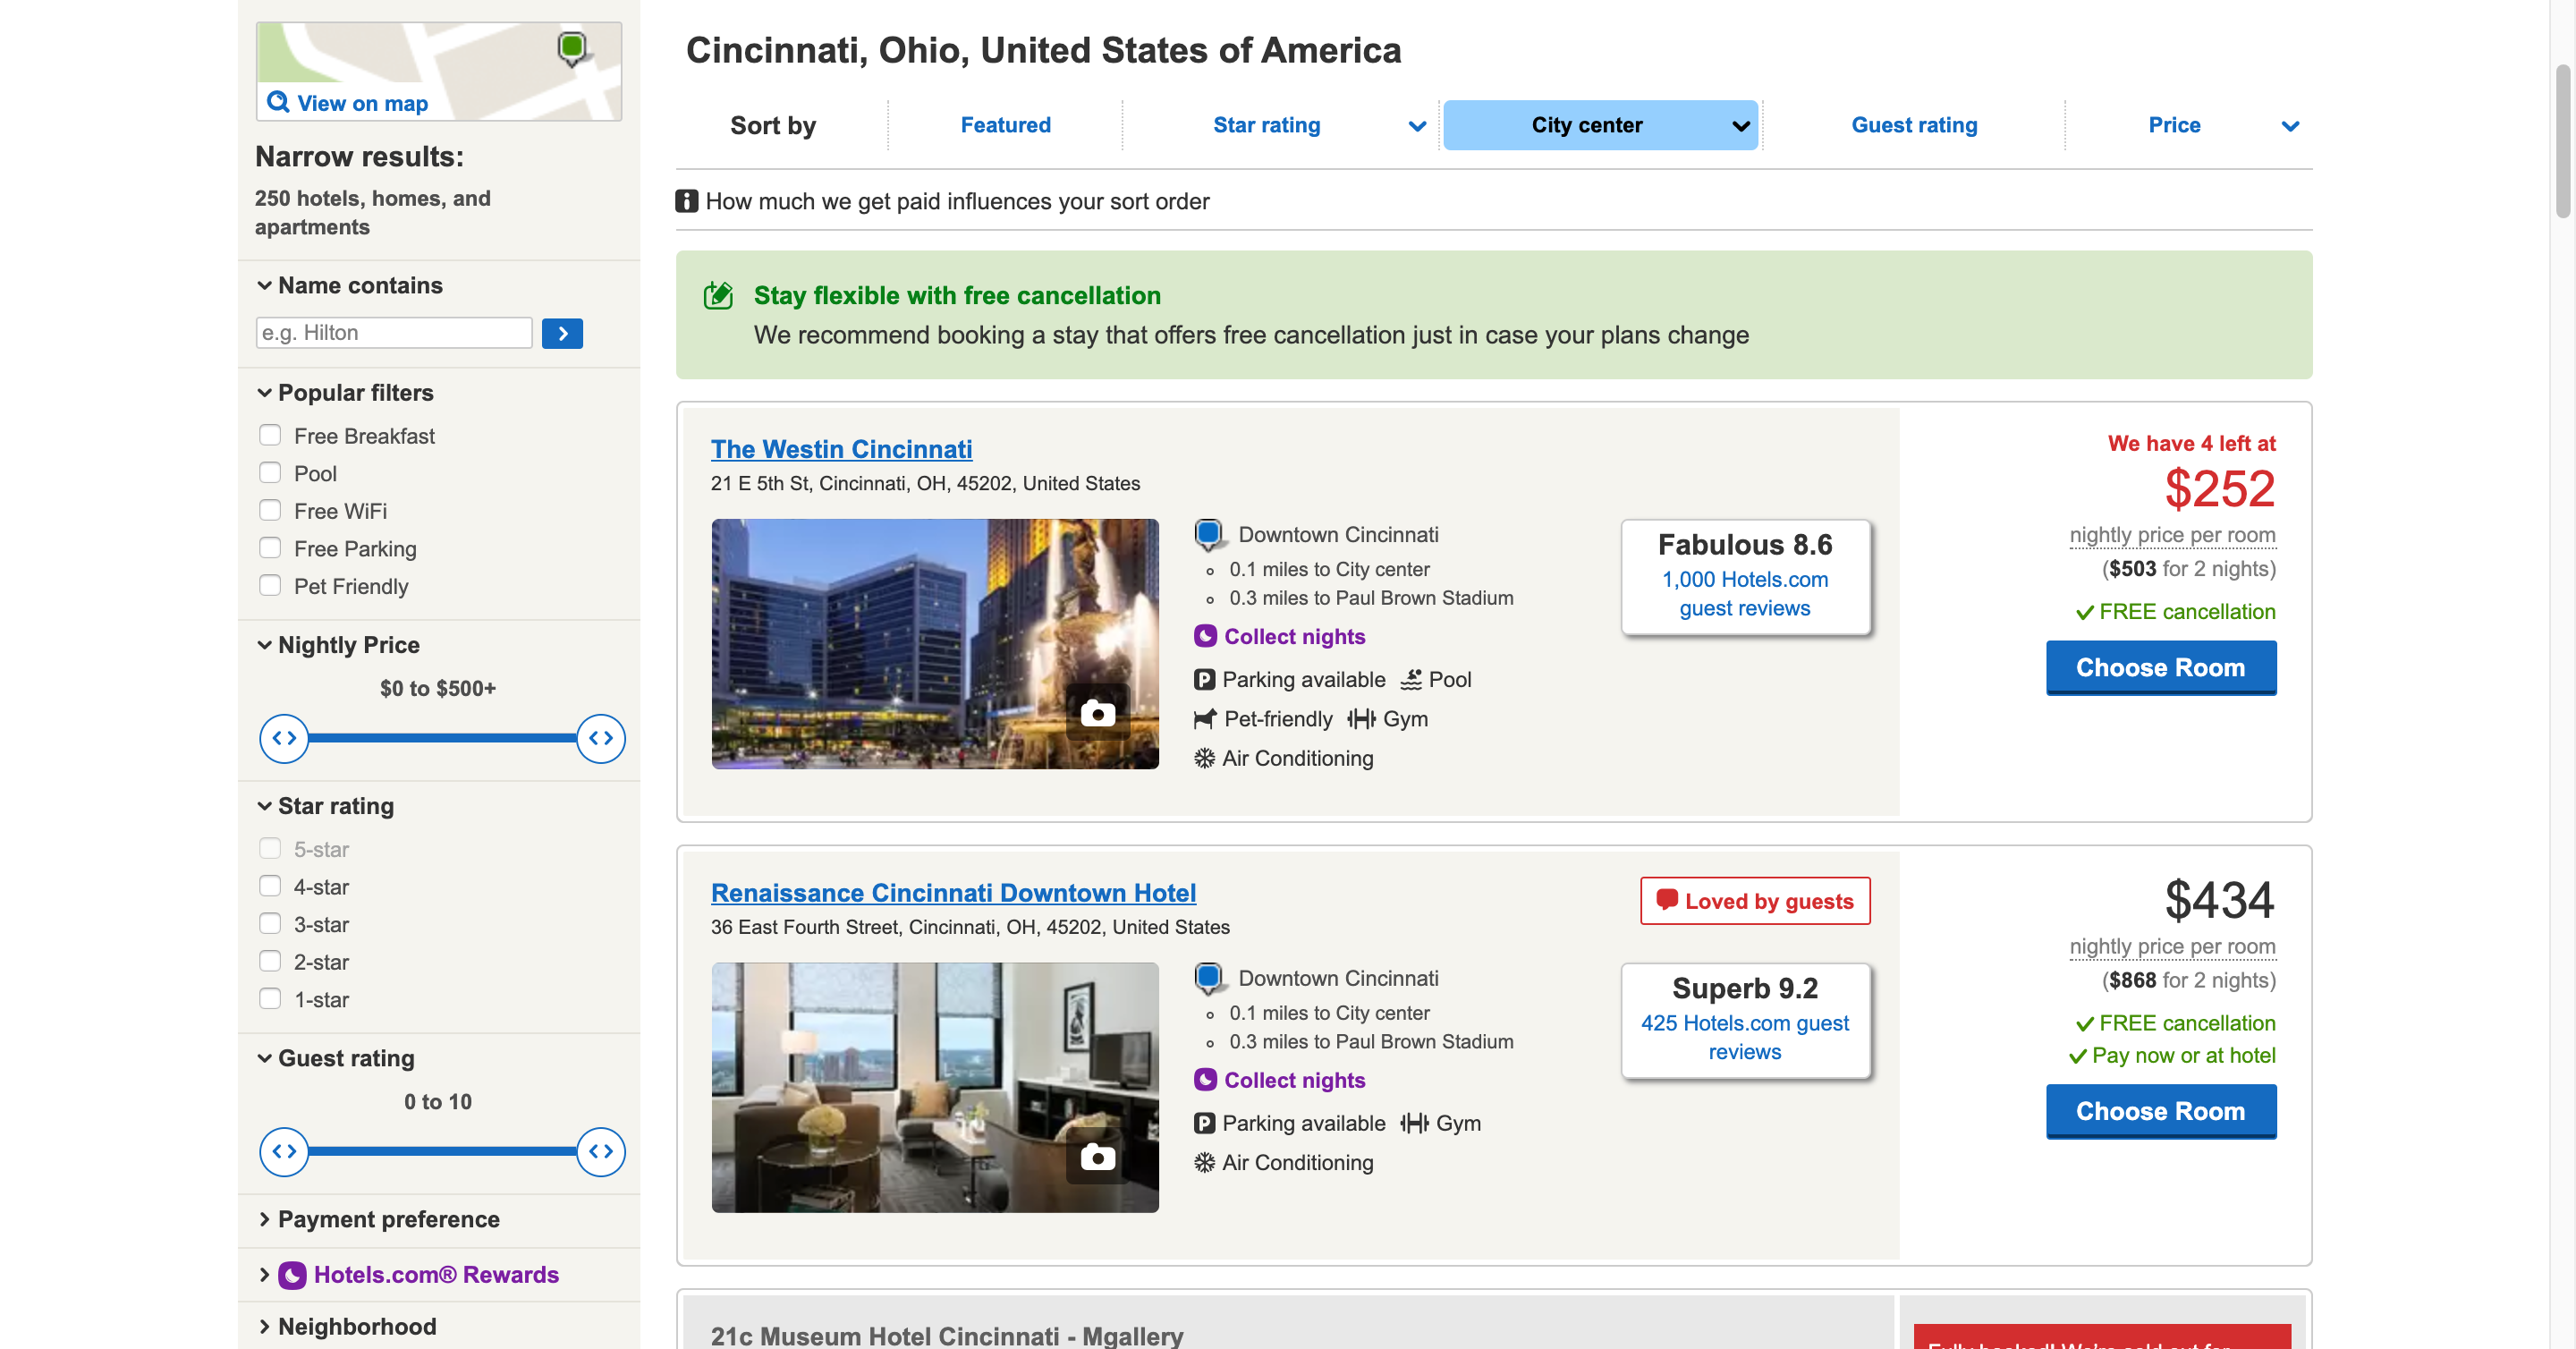 View on map
Narrow results:
250 hotels, homes, and
apartments
Name contains
e.g. Hilton
Popular filters
Free Breakfast
Pool
Free WiFi
Free Parking
Pet Friendly
Nightly Price
$0 to $500+
Star rating
5-star
4-star
3-star
2-star
1-star
Guest rating
0 to 10
Payment preference
Hotels.com® Rewards
Neighborhood
Cincinnati, Ohio, United States of America
Sort by
Featured
Star rating
City center
Guest rating
Price
How much we get paid influences your sort order
Stay flexible with free cancellation
We recommend booking a stay that offers free cancellation just in case your plans change
The Westin Cincinnati
21 E 5th St, Cincinnati, OH, 45202, United States
Downtown Cincinnati
0.1 miles to City center
0.3 miles to Paul Brown Stadium
Collect nights
Parking available Pool
Pet-friendly Gym
Air Conditioning
Fabulous 8.6
1,000 Hotels.com
guest reviews
We have 4 left at
$252
nightly price per room
($503 for 2 nights)
FREE cancellation
Choose Room
Renaissance Cincinnati Downtown Hotel
36 East Fourth Street, Cincinnati, OH, 45202, United States
Downtown Cincinnati
0.1 miles to City center
0.3 miles to Paul Brown Stadium
Collect nights
Parking available Gym
Air Conditioning
Loved by guests
Superb 9.2
425 Hotels.com guest
reviews
$434
nightly price per room
($868 for 2 nights)
FREE cancellation
Pay now or at hotel
Choose Room
21c Museum Hotel Cincinnati - Mgallery
Fully booked! We're sold out for